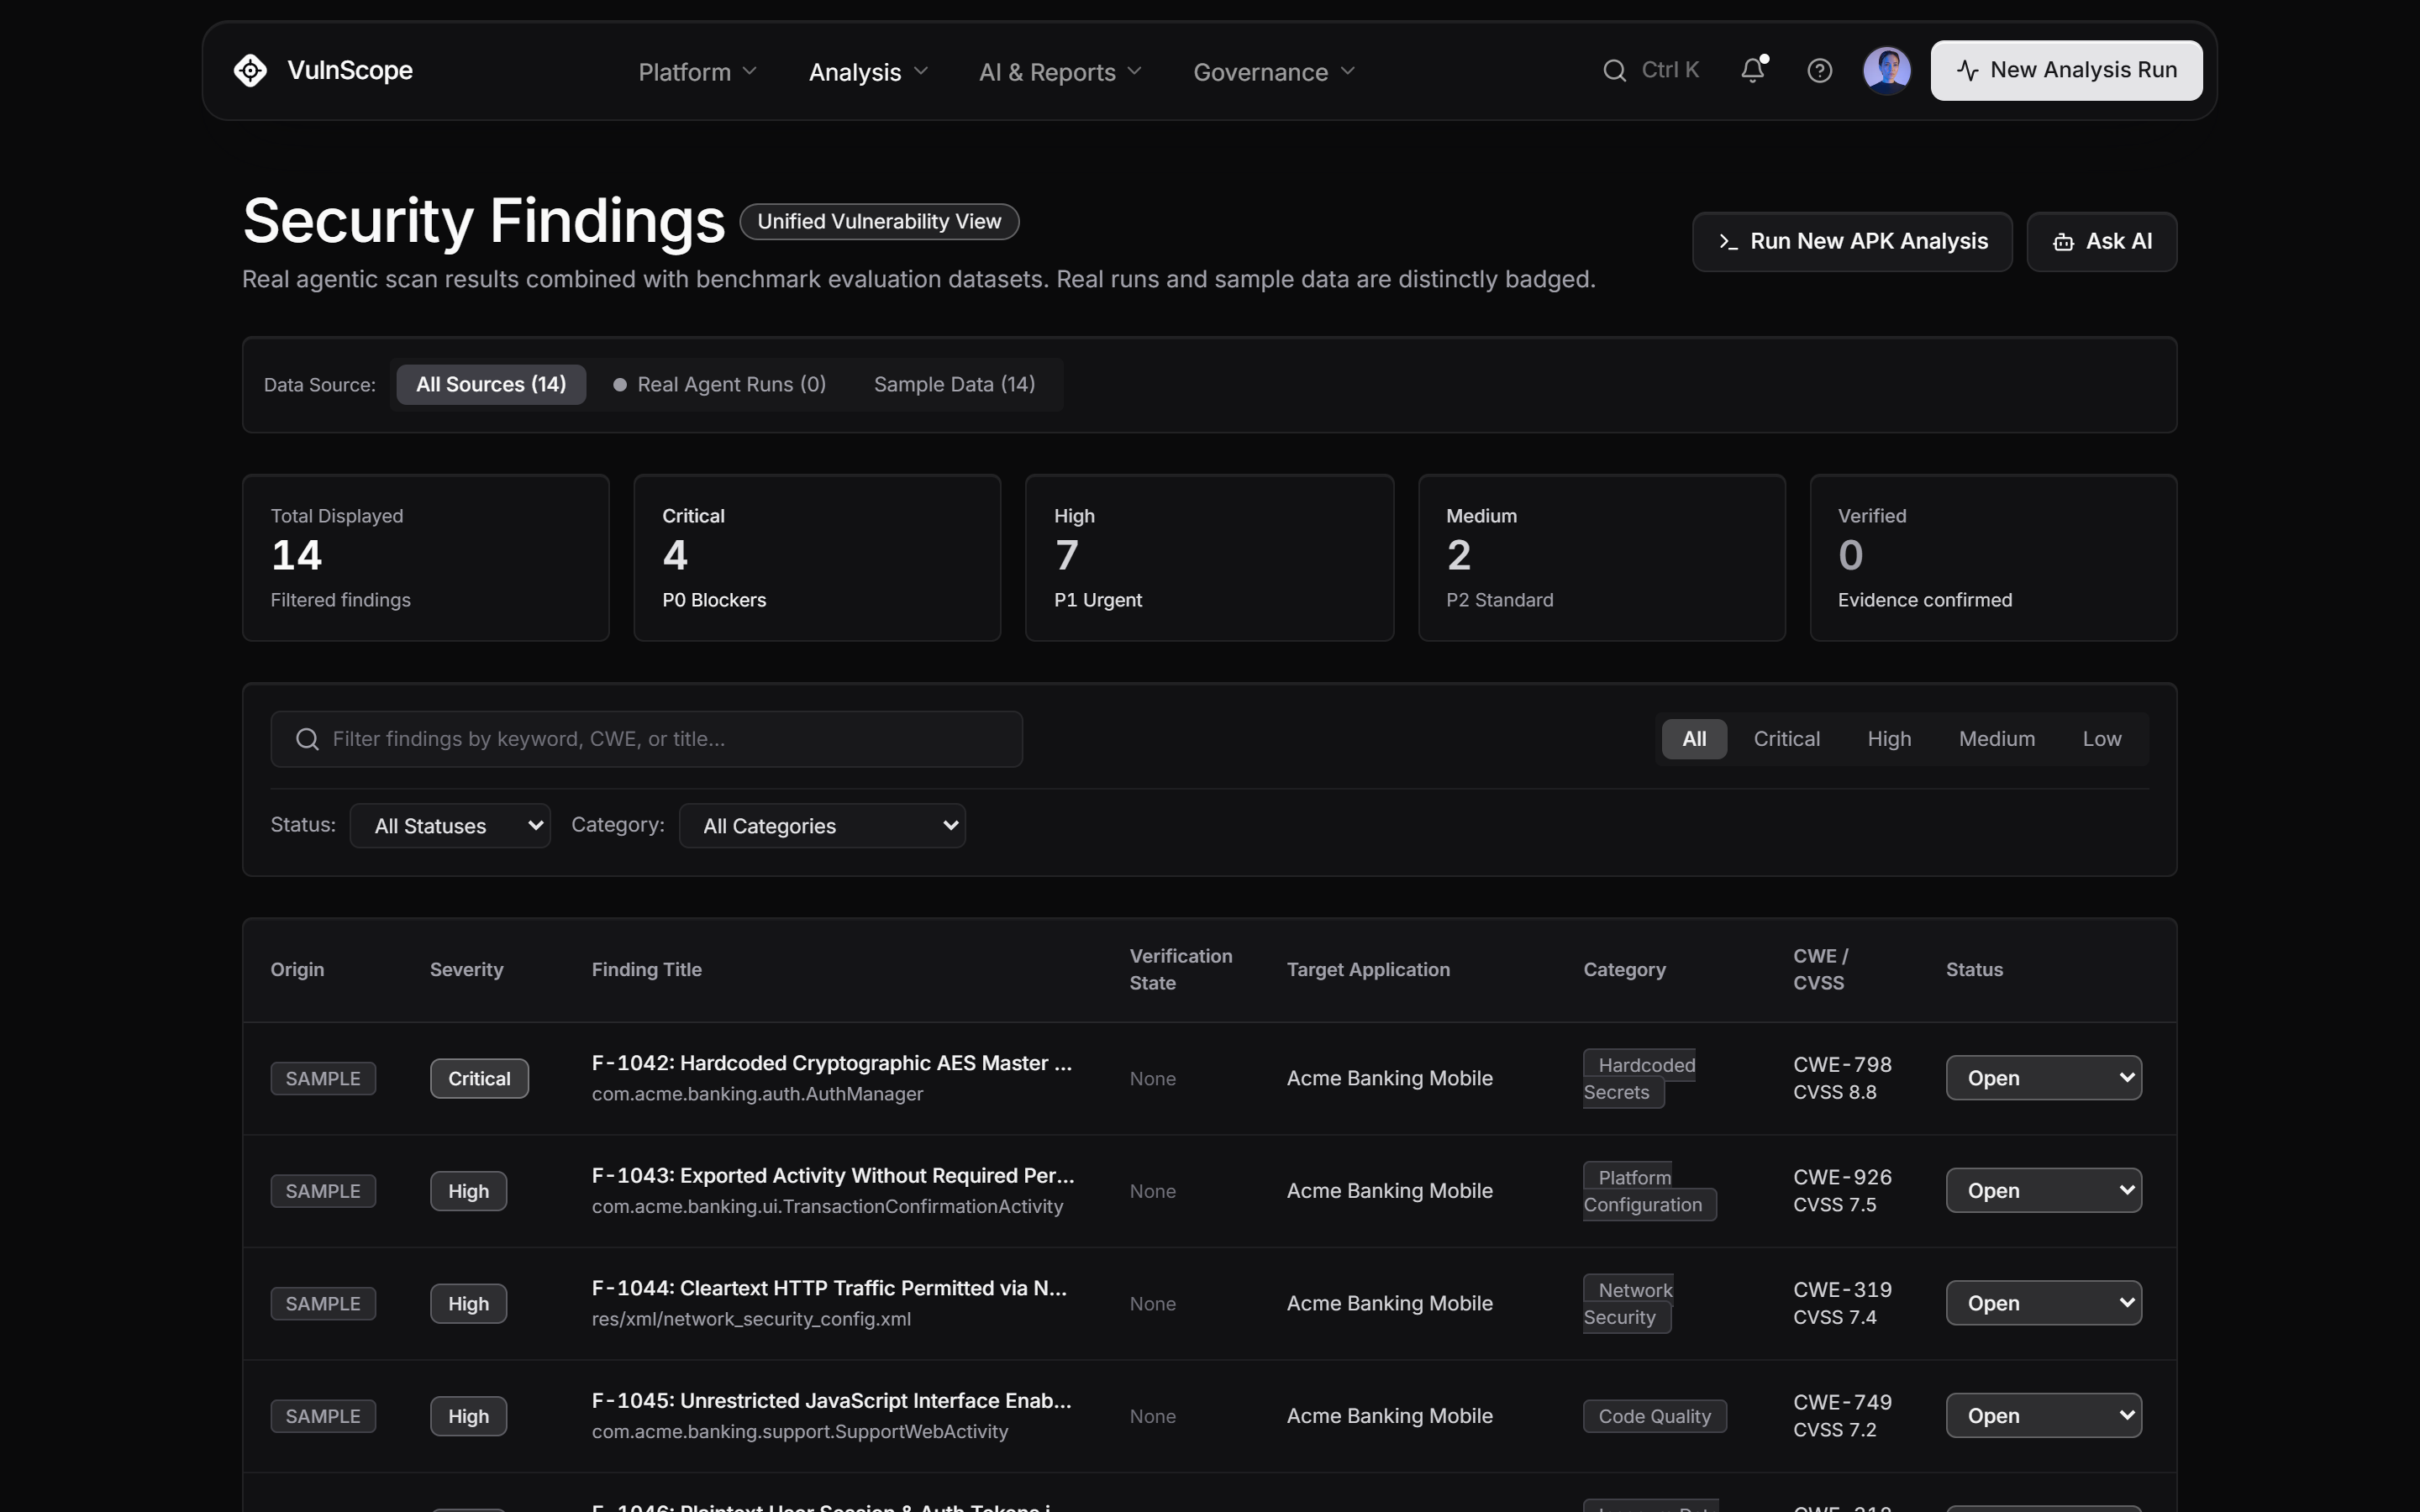 VulnScope
Platform
Analysis
AI & Reports
Governance
Ctrl K
New Analysis Run
Security Findings
Unified Vulnerability View
Real agentic scan results combined with benchmark evaluation datasets. Real runs and sample data are distinctly badged.
Run New APK Analysis
Ask AI
Data Source:
All Sources (14)
Real Agent Runs (0)
Sample Data (14)
Total Displayed
14
Filtered findings
Critical
4
P0 Blockers
High
7
P1 Urgent
Medium
2
P2 Standard
Verified
0
Evidence confirmed
Filter findings by keyword, CWE, or title...
All
Critical
High
Medium
Low
Status:
All Statuses
Category:
All Categories
Origin
Severity
Finding Title
Verification
State
Target Application
Category
CWE /
CVSS
Status
SAMPLE
Critical
F-1042: Hardcoded Cryptographic AES Master ...
com.acme.banking.auth.AuthManager
None
Acme Banking Mobile
Hardcoded
Secrets
CWE-798
CVSS 8.8
Open
SAMPLE
High
F-1043: Exported Activity Without Required Per...
com.acme.banking.ui.TransactionConfirmationActivity
None
Acme Banking Mobile
Platform
Configuration
CWE-926
CVSS 7.5
Open
SAMPLE
High
F-1044: Cleartext HTTP Traffic Permitted via N...
res/xml/network_security_config.xml
None
Acme Banking Mobile
Network
Security
CWE-319
CVSS 7.4
Open
SAMPLE
High
F-1045: Unrestricted JavaScript Interface Enab...
com.acme.banking.support.SupportWebActivity
None
Acme Banking Mobile
Code Quality
CWE-749
CVSS 7.2
Open
F-1046: Plaintext User Session & Auth Tokens i...